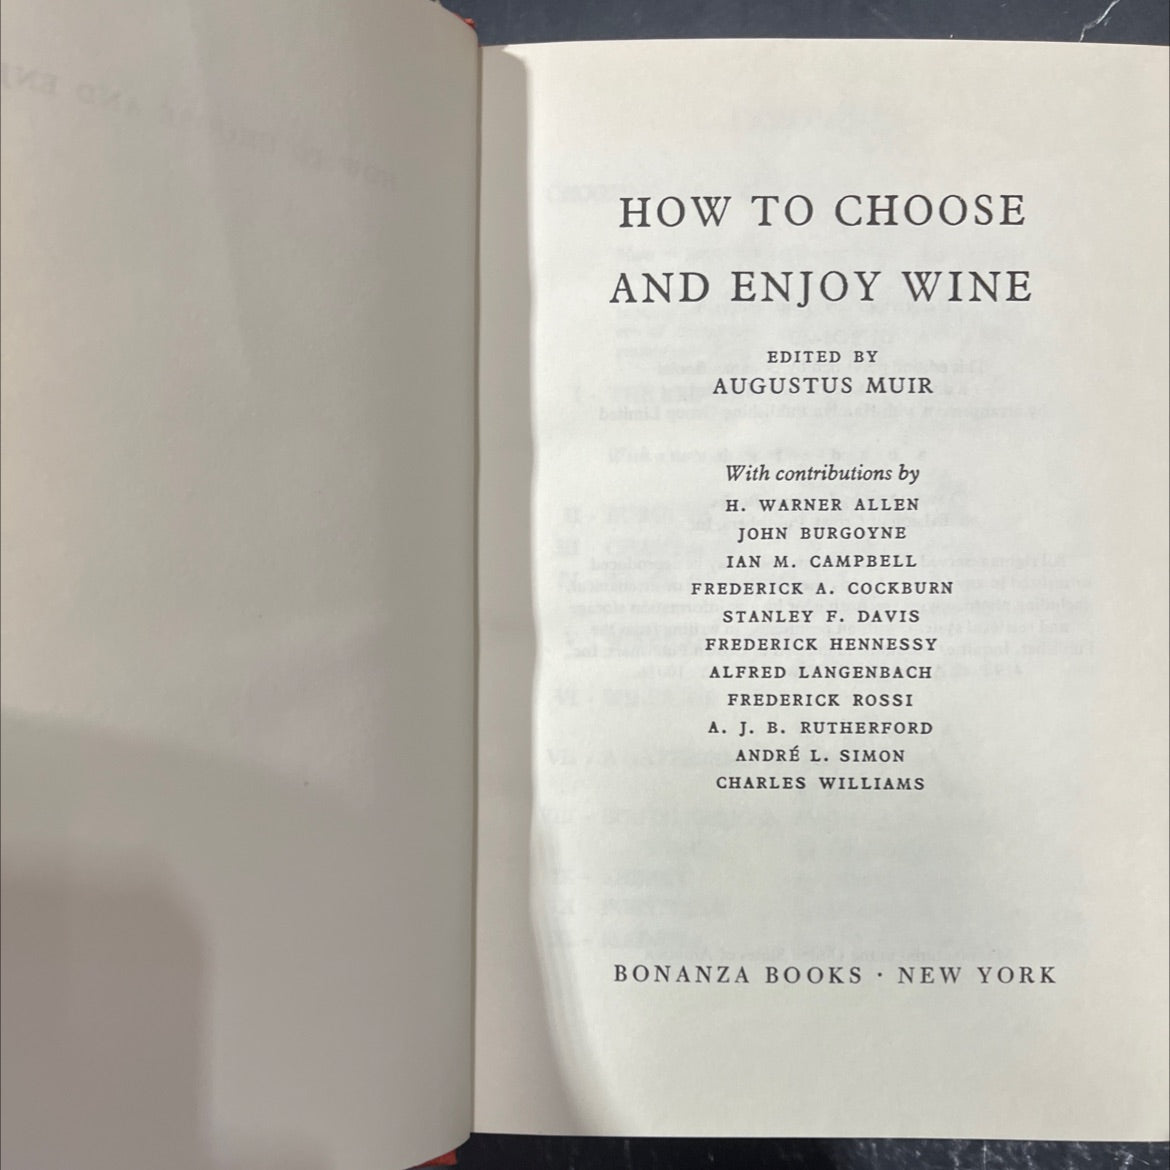 HOW TO CHOOSE
AND ENJOY WINE
EDITED BY
AUGUSTUS MUIR
With contributions by
H. WARNER ALLEN
JOHN BURGOYNE
IAN M. CAMPBELL
FREDERICK A. COCKBURN
STANLEY F. DAVIS
FREDERICK HENNESSY
ALFRED LANGENBACH
FREDERICK ROSSI
A. J. B. RUTHERFORD
ANDRÉ L. SIMON
CHARLES WILLIAMS
BONANZA BOOKS · NEW YORK